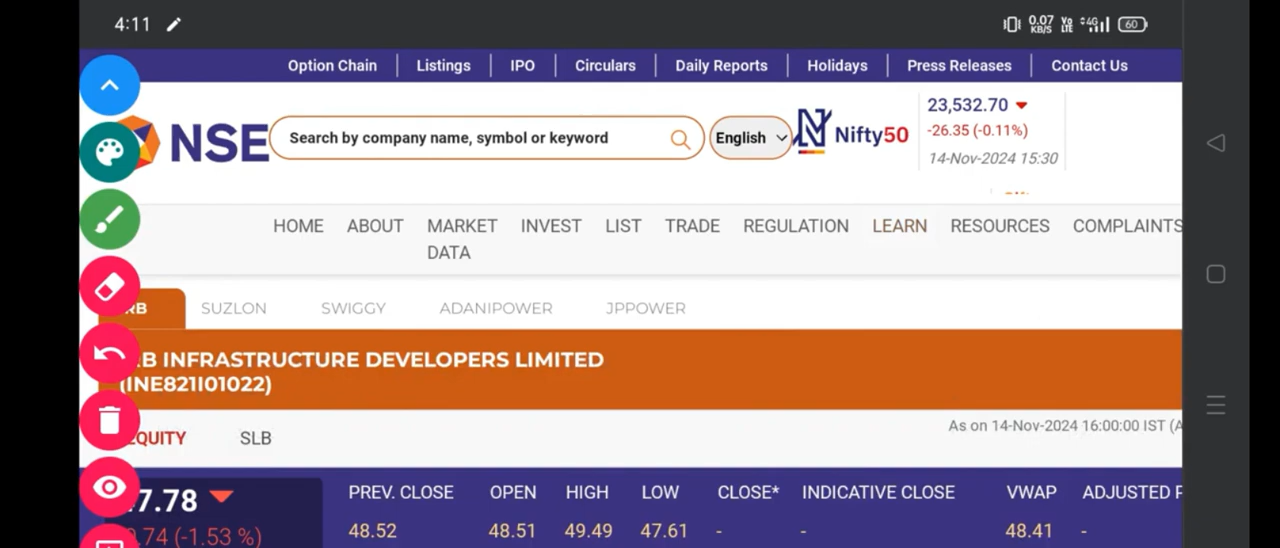 4:11
0.07 KB/S Vo LTE 4G 60
Option Chain Listings IPO Circulars Daily Reports Holidays Press Releases Contact Us
NSE
Search by company name, symbol or keyword
English
Nifty50
23,532.70
-26.35 (-0.11%)
14-Nov-2024 15:30
HOME ABOUT MARKET DATA INVEST LIST TRADE REGULATION LEARN RESOURCES COMPLAINTS
RB SUZLON SWIGGY ADANIPOWER JPPOWER
B INFRASTRUCTURE DEVELOPERS LIMITED
(INE821I01022)
EQUITY SLB
As on 14-Nov-2024 16:00:00 IST (A
7.78
.74 (-1.53 %)
PREV. CLOSE OPEN HIGH LOW CLOSE* INDICATIVE CLOSE VWAP ADJUSTED P
48.52 48.51 49.49 47.61 - - 48.41 -